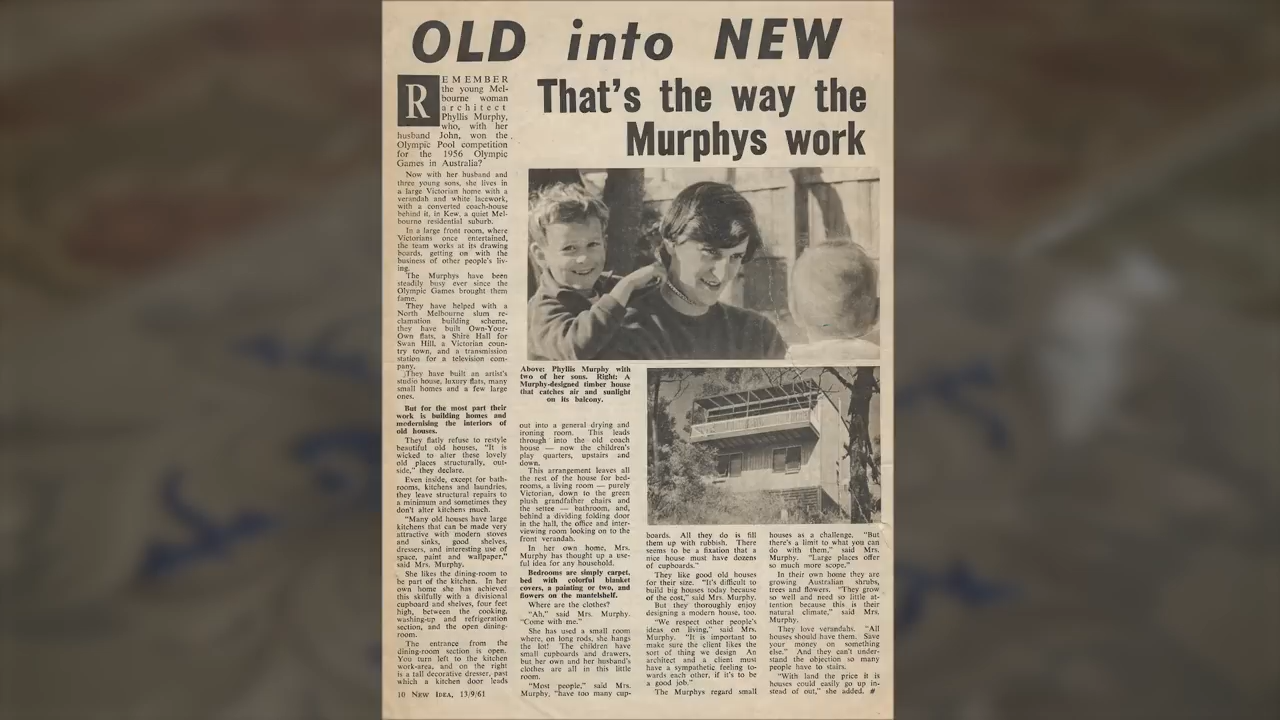 OLD into NEW
That's the way the
Murphys work
REMEMBER
the young Mel-
bourne woman
architect
Phyllis Murphy,
who, with her
husband John, won the
Olympic Pool competition
for the 1956 Olympic
Games in Australia?
Now with her husband and
three young sons, she lives in
a large Victorian home with a
verandah and white lacework,
with a converted coach-house
behind it, in Kew, a quiet Mel-
bourne residential suburb.
In a large front room, where
Victorians once entertained,
the team works at its drawing
boards, getting on with the
business of other people's liv-
ing.
The Murphys have been
steadily busy ever since the
Olympic Games brought them
fame.
They have helped with a
North Melbourne slum re-
clamation building scheme,
they have built Own-Your-
Own flats, a Shire Hall for
Swan Hill, a Victorian coun-
try town, and a transmission
station for a television com-
pany.
They have built an artist's
studio house, luxury flats, many
small homes and a few large
ones.
But for the most part their
work is building homes and
modernising the interiors of
old houses.
They flatly refuse to restyle
beautiful old houses, "It is
wicked to alter these lovely
old places structurally, out-
side," they declare.
Even inside, except for bath-
rooms, kitchens and laundries,
they leave structural repairs to
a minimum and sometimes they
don't alter kitchens much.
"Many old houses have large
kitchens that can be made very
attractive with modern stoves
and sinks, good shelves,
dressers, and interesting use of
space, paint and wallpaper,"
said Mrs. Murphy.
She likes the dining-room to
be part of the kitchen. In her
own home she has achieved
this skilfully with a divisional
cupboard and shelves, four feet
high, between the cooking,
washing-up and refrigeration
section, and the open dining-
room.
The entrance from the
dining-room section is open.
You turn left to the kitchen
work-area, and on the right
is a tall decorative dresser, past
which a kitchen door leads
10 NEW IDEA, 13/9/61
Above: Phyllis Murphy with
two of her sons. Right: A
Murphy-designed timber house
that catches air and sunlight
on its balcony.
out into a general drying and
ironing room. This leads
through into the old coach
house — now the children's
play quarters, upstairs and
down.
This arrangement leaves all
the rest of the house for bed-
rooms, a living room — purely
Victorian, down to the green
plush grandfather chairs and
the settee — bathroom, and,
behind a dividing folding door
in the hall, the office and inter-
viewing room looking on to the
front verandah.
In her own home, Mrs.
Murphy has thought up a use-
ful idea for any household.
Bedrooms are simply carpet,
bed with colorful blanket
covers, a painting or two, and
flowers on the mantelshelf.
Where are the clothes?
"Ah," said Mrs. Murphy.
"Come with me."
She has used a small room
where, on long rods, she hangs
the lot! The children have
small cupboards and drawers,
but her own and her husband's
clothes are all in this little
room.
"Most people," said Mrs.
Murphy, "have too many cup-
boards. All they do is fill
them up with rubbish. There
seems to be a fixation that a
nice house must have dozens
of cupboards."
They like good old houses
for their size. "It's difficult to
build big houses today because
of the cost," said Mrs. Murphy.
But they thoroughly enjoy
designing a modern house, too.
"We respect other people's
ideas on living," said Mrs.
Murphy. "It is important to
make sure the client likes the
sort of thing we design An
architect and a client must
have a sympathetic feeling to-
wards each other, if it's to be
a good job."
The Murphys regard small
houses as a challenge. "But
there's a limit to what you can
do with them," said Mrs.
Murphy. "Large places offer
so much more scope."
In their own home they are
growing Australian shrubs,
trees and flowers. "They grow
so well and need so little at-
tention because this is their
natural climate," said Mrs.
Murphy.
They love verandahs. "All
houses should have them. Save
your money on something
else." And they can't under-
stand the objection so many
people have to stairs.
"With land the price it is
houses could easily go up in-
stead of out," she added. #